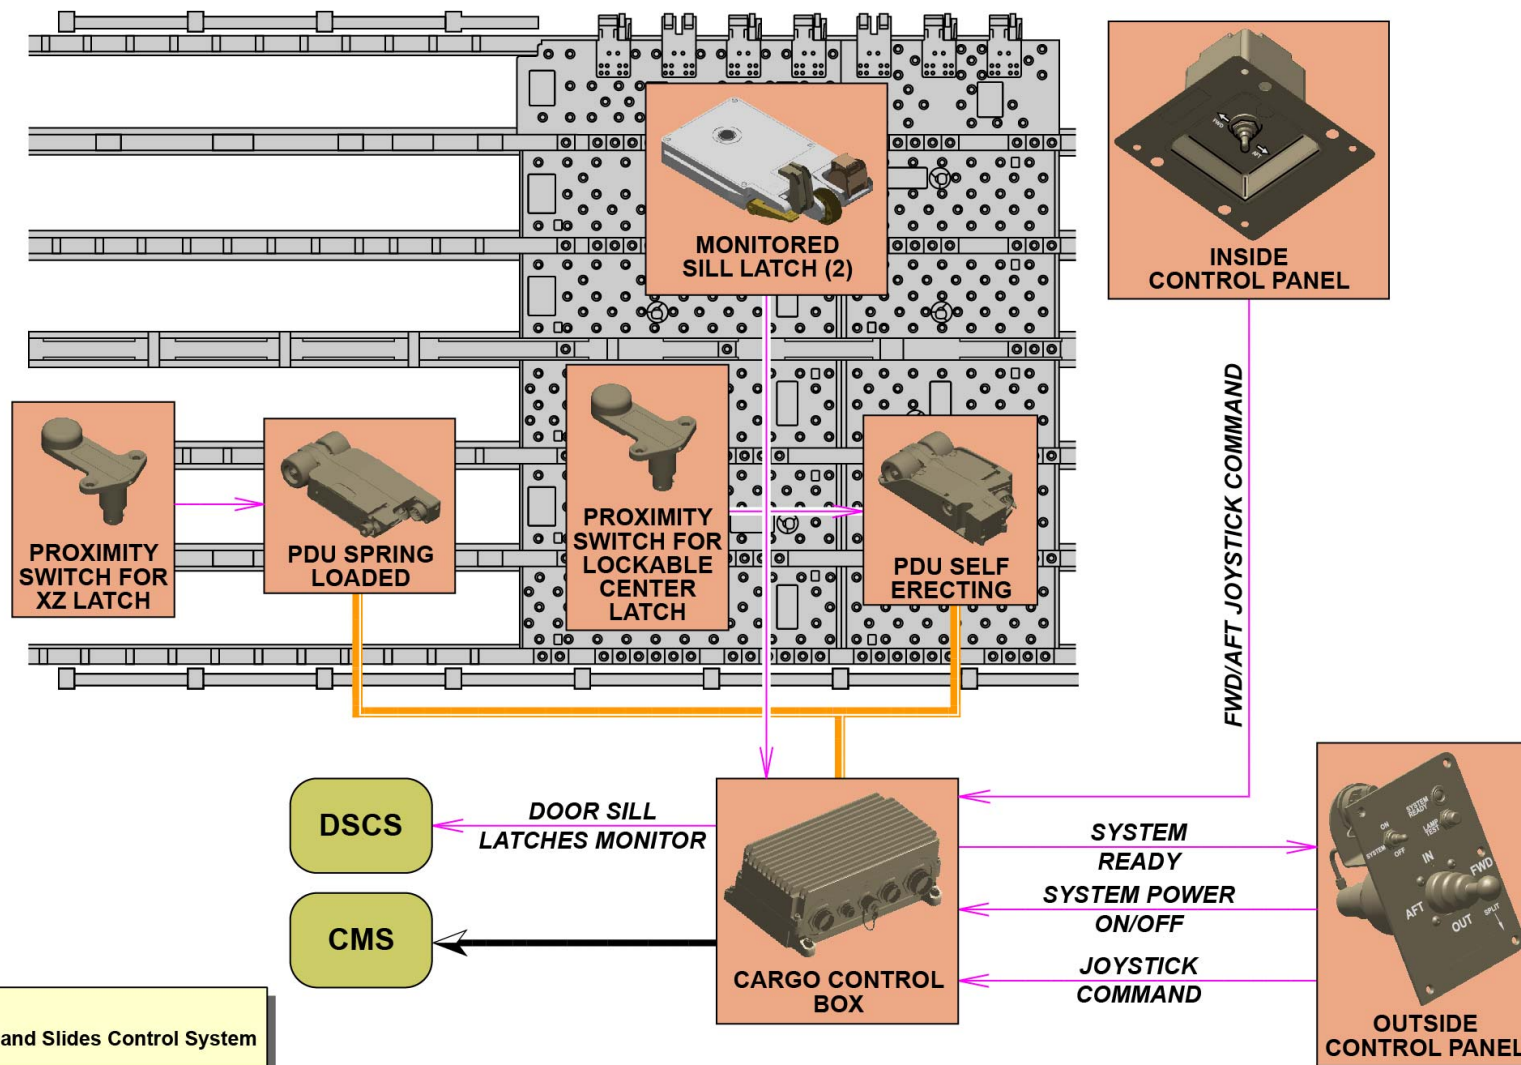 MONITORED
SILL LATCH (2)
FWD
AFT
INSIDE
CONTROL PANEL
PROXIMITY
SWITCH FOR
XZ LATCH
PDU SPRING
LOADED
PROXIMITY
SWITCH FOR
LOCKABLE
CENTER
LATCH
PDU SELF
ERECTING
FWD/AFT JOYSTICK COMMAND
DSCS
DOOR SILL
LATCHES MONITOR
CMS
CARGO CONTROL
BOX
SYSTEM
READY
SYSTEM POWER
ON/OFF
JOYSTICK
COMMAND
SYSTEM
READY
LAMP
TEST
ON
SYSTEM
OFF
IN
FWD
AFT
OUT
SPLIT
OUTSIDE
CONTROL PANEL
and Slides Control System